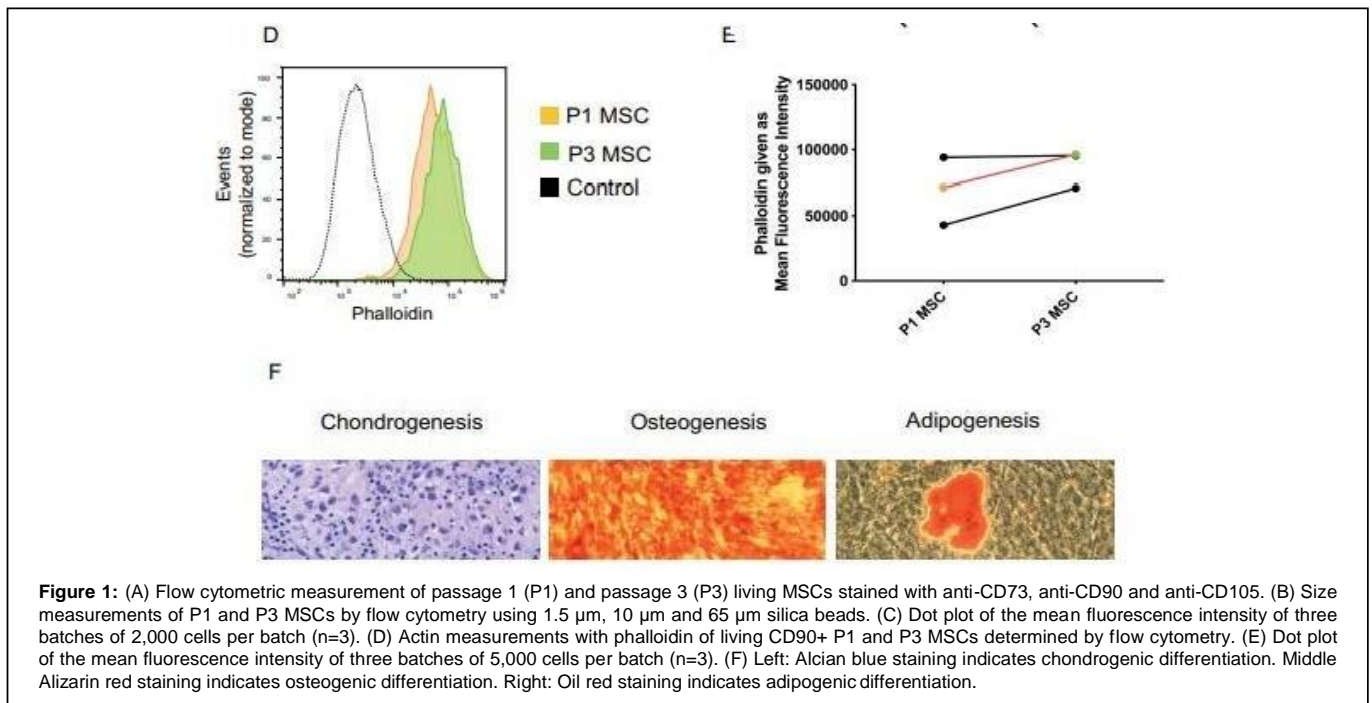 D
E
100
80
60
40
20
0
Events
(normalized to mode)
Phalloidin
P1 MSC
P3 MSC
Control
150000
100000
50000
0
Phalloidin given as
Mean Fluorescence Intensity
P1 MSC
P3 MSC
F
Chondrogenesis
Osteogenesis
Adipogenesis
Figure 1: (A) Flow cytometric measurement of passage 1 (P1) and passage 3 (P3) living MSCs stained with anti-CD73, anti-CD90 and anti-CD105. (B) Size
measurements of P1 and P3 MSCs by flow cytometry using 1.5 µm, 10 µm and 65 µm silica beads. (C) Dot plot of the mean fluorescence intensity of three
batches of 2,000 cells per batch (n=3). (D) Actin measurements with phalloidin of living CD90+ P1 and P3 MSCs determined by flow cytometry. (E) Dot plot
of the mean fluorescence intensity of three batches of 5,000 cells per batch (n=3). (F) Left: Alcian blue staining indicates chondrogenic differentiation. Middle
Alizarin red staining indicates osteogenic differentiation. Right: Oil red staining indicates adipogenic differentiation.